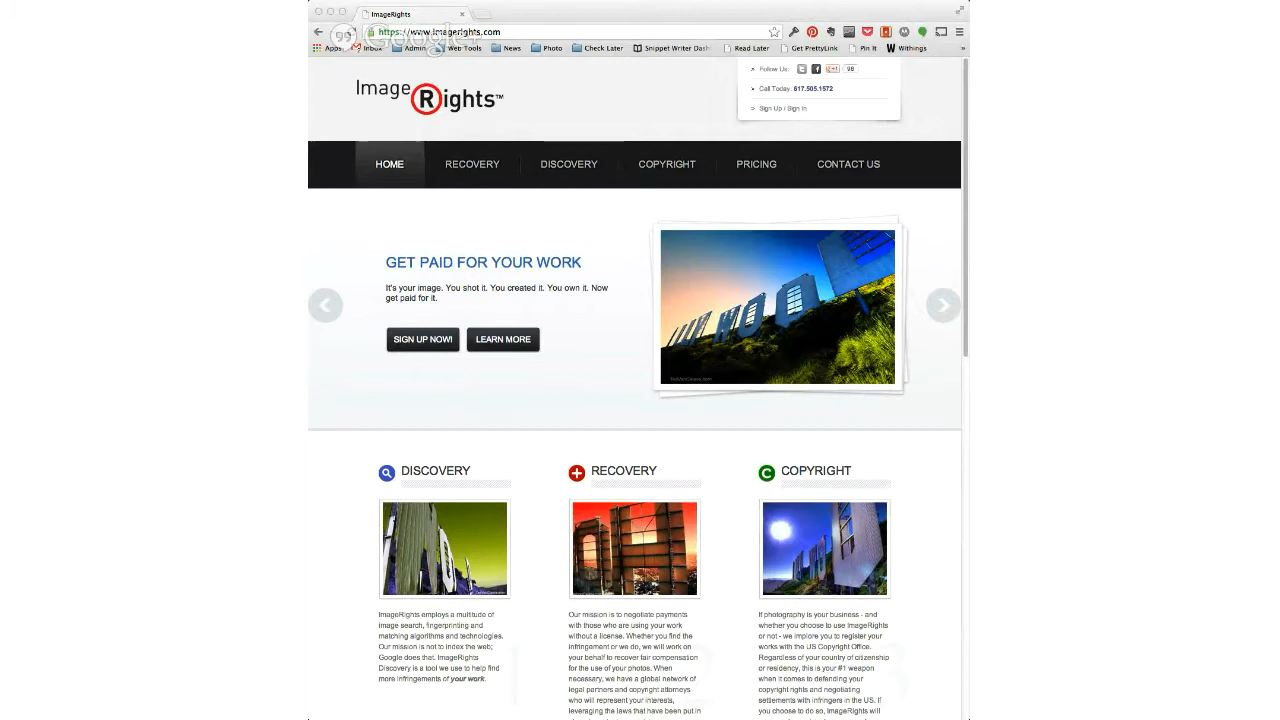 ImageRights
https://www.imagerights.com
Apps Inbox Admin Web Tools News Photo Check Later Snippet Writer Dash Read Later Get PrettyLink Pin It Withings
ImageRights™
Follow Us: 98
Call Today: 617.505.1572
Sign Up / Sign In
HOME RECOVERY DISCOVERY COPYRIGHT PRICING CONTACT US
GET PAID FOR YOUR WORK
It's your image. You shot it. You created it. You own it. Now
get paid for it.
SIGN UP NOW! LEARN MORE
DISCOVERY
ImageRights employs a multitude of
image search, fingerprinting and
matching algorithms and technologies.
Our mission is not to index the web;
Google does that. ImageRights
Discovery is a tool we use to help find
more infringements of your work.
RECOVERY
Our mission is to negotiate payments
with those who are using your work
without a license. Whether you find the
infringement or we do, we will work on
your behalf to recover fair compensation
for the use of your photos. When
necessary, we have a global network of
legal partners and copyright attorneys
who will represent your interests,
leveraging the laws that have been put in
COPYRIGHT
If photography is your business - and
whether you choose to use ImageRights
or not - we implore you to register your
works with the US Copyright Office.
Regardless of your country of citizenship
or residency, this is your #1 weapon
when it comes to defending your
copyright rights and negotiating
settlements with infringers in the US. If
you choose to do so, ImageRights will